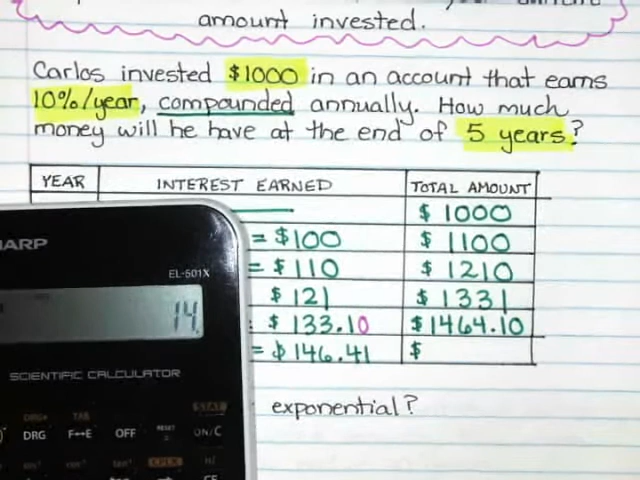 amount invested.
Carlos invested $1000 in an account that earns
10%/year, compounded annually. How much
money will he have at the end of 5 years?
YEAR INTEREST EARNED TOTAL AMOUNT
$ 1000
= $100 $ 1100
= $110 $ 1210
$ 121 $ 1331
$ 133.10 $1464.10
= $146.41 $
exponential?
ARP
EL-501X
14.
SCIENTIFIC CALCULATOR
STAT
DRG F↔E OFF ON/C